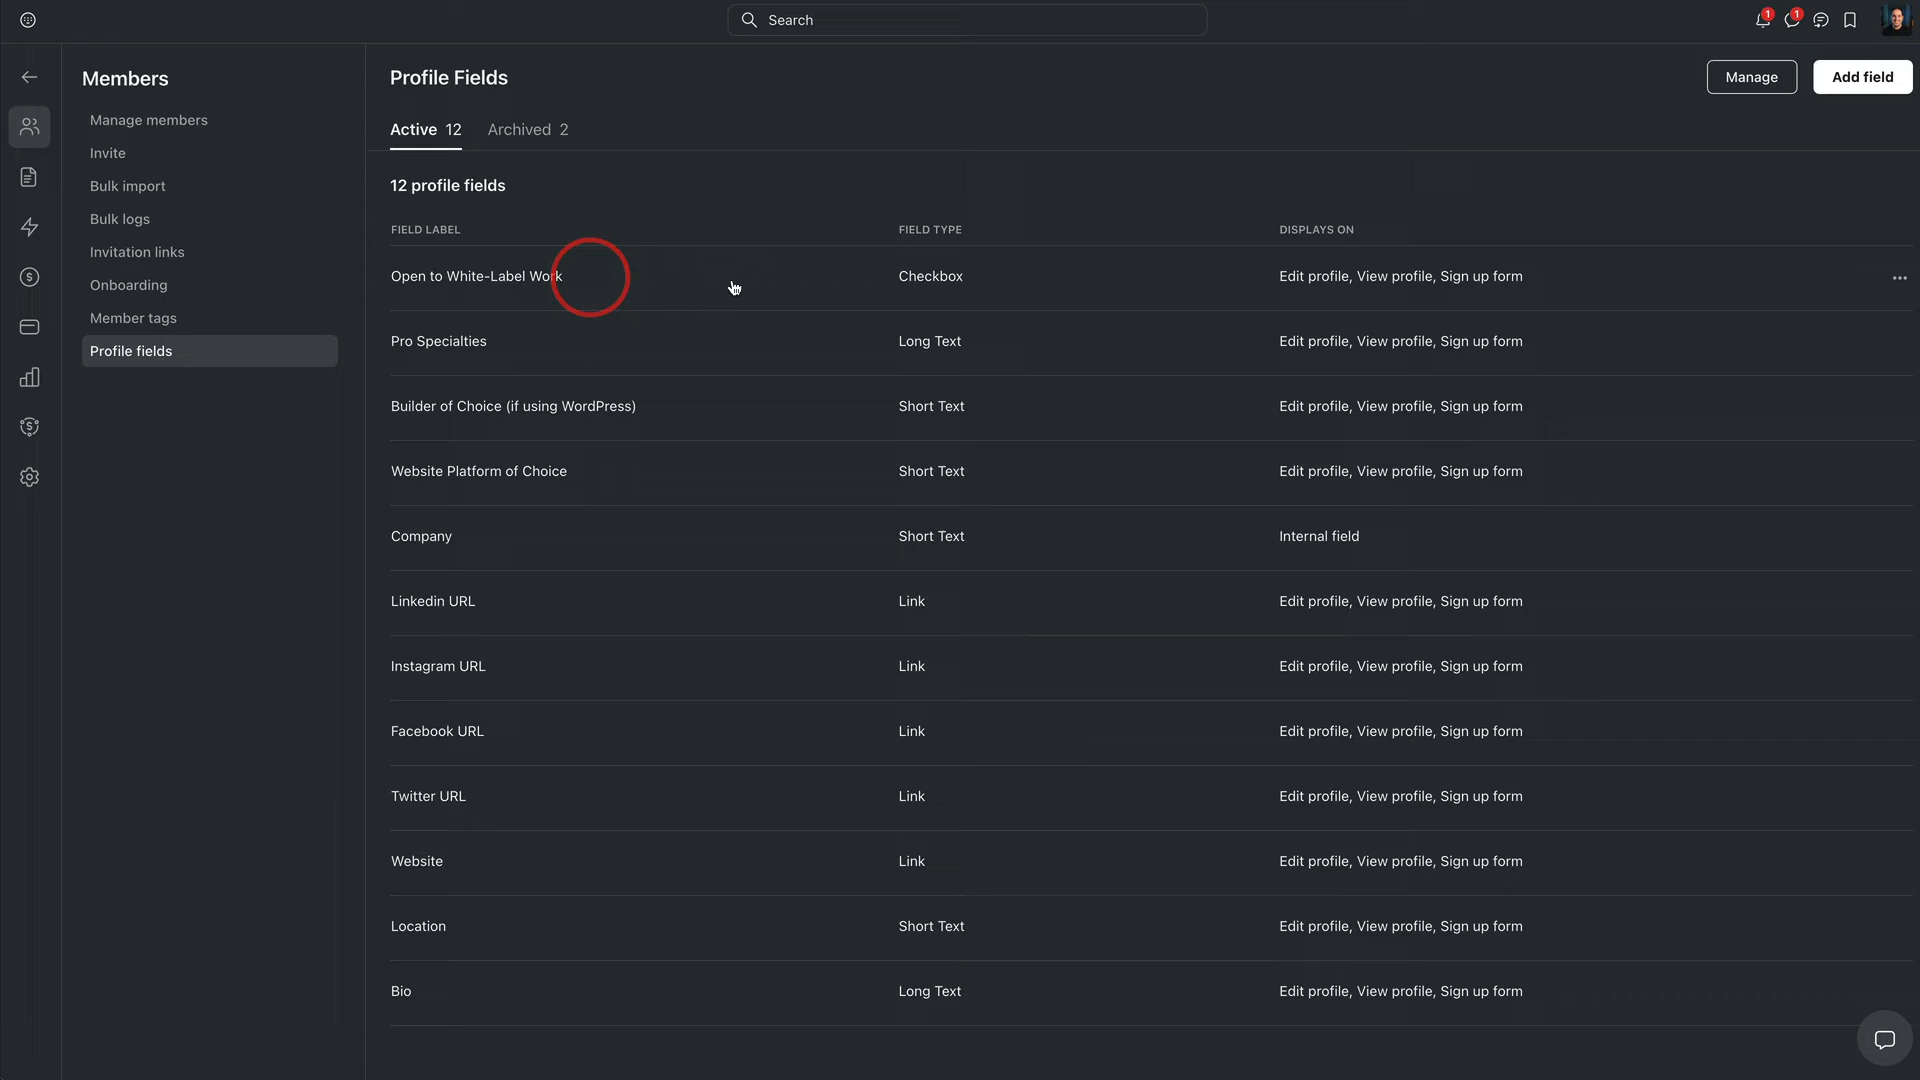 Search
1
1
Members
Manage members
Invite
Bulk import
Bulk logs
Invitation links
Onboarding
Member tags
Profile fields
Profile Fields
Manage
Add field
Active 12
Archived 2
12 profile fields
FIELD LABEL FIELD TYPE DISPLAYS ON
Open to White-Label Work Checkbox Edit profile, View profile, Sign up form
Pro Specialties Long Text Edit profile, View profile, Sign up form
Builder of Choice (if using WordPress) Short Text Edit profile, View profile, Sign up form
Website Platform of Choice Short Text Edit profile, View profile, Sign up form
Company Short Text Internal field
Linkedin URL Link Edit profile, View profile, Sign up form
Instagram URL Link Edit profile, View profile, Sign up form
Facebook URL Link Edit profile, View profile, Sign up form
Twitter URL Link Edit profile, View profile, Sign up form
Website Link Edit profile, View profile, Sign up form
Location Short Text Edit profile, View profile, Sign up form
Bio Long Text Edit profile, View profile, Sign up form